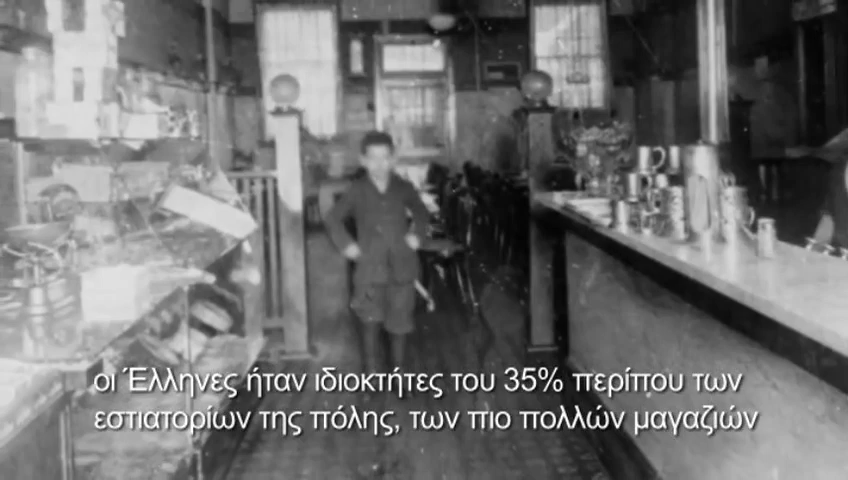 οι Έλληνες ήταν ιδιοκτήτες του 35% περίπου των
εστιατορίων της πόλης, των πιο πολλών μαγαζιών